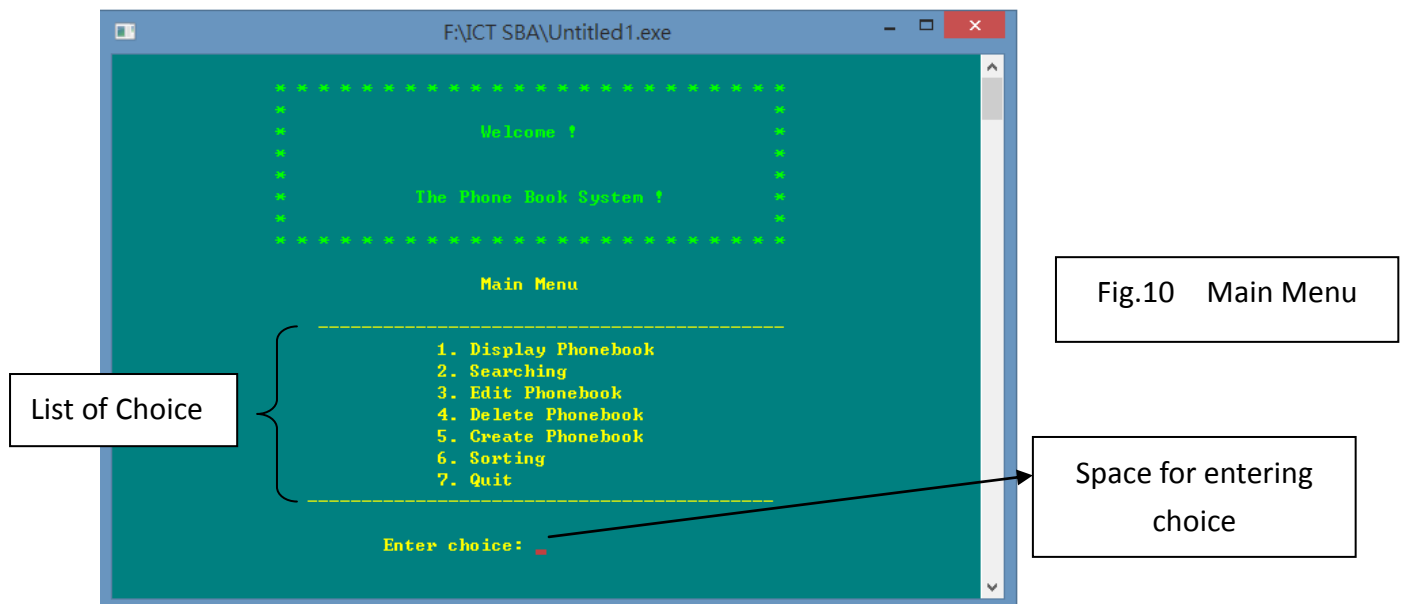 F:\ICT SBA\Untitled1.exe
* * * * * * * * * * * * * * * * * * * * * * * *
* *
* Welcome ! *
* *
* *
* The Phone Book System ! *
* *
* * * * * * * * * * * * * * * * * * * * * * * *
Main Menu
-------------------------------------------
1. Display Phonebook
2. Searching
3. Edit Phonebook
4. Delete Phonebook
5. Create Phonebook
6. Sorting
7. Quit
-------------------------------------------
Enter choice: _
List of Choice
Fig.10 Main Menu
Space for entering
choice